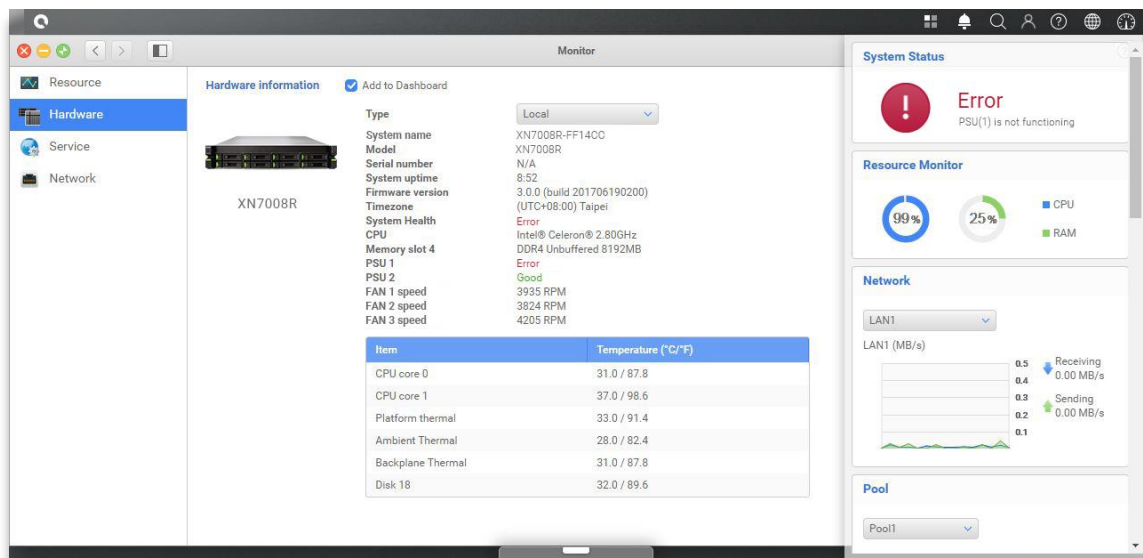 Monitor
Resource
Hardware
Service
Network
Hardware information
Add to Dashboard
XN7008R
Type Local
System name XN7008R-FF14CC
Model XN7008R
Serial number N/A
System uptime 8:52
Firmware version 3.0.0 (build 201706190200)
Timezone (UTC+08:00) Taipei
System Health Error
CPU Intel® Celeron® 2.80GHz
Memory slot 4 DDR4 Unbuffered 8192MB
PSU 1 Error
PSU 2 Good
FAN 1 speed 3935 RPM
FAN 2 speed 3824 RPM
FAN 3 speed 4205 RPM
Item Temperature (°C/°F)
CPU core 0 31.0 / 87.8
CPU core 1 37.0 / 98.6
Platform thermal 33.0 / 91.4
Ambient Thermal 28.0 / 82.4
Backplane Thermal 31.0 / 87.8
Disk 18 32.0 / 89.6
System Status
Error
PSU(1) is not functioning
Resource Monitor
99%
25%
CPU
RAM
Network
LAN1
LAN1 (MB/s)
0.5
0.4
0.3
0.2
0.1
Receiving
0.00 MB/s
Sending
0.00 MB/s
Pool
Pool1